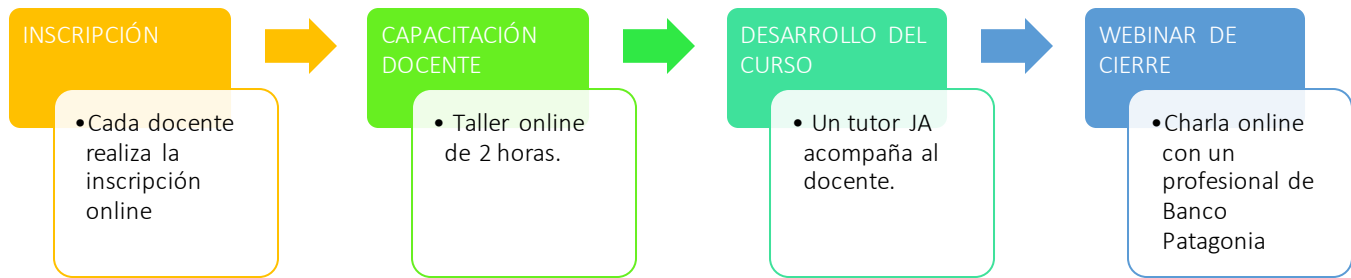 INSCRIPCIÓN
•Cada docente
realiza la
inscripción
online
CAPACITACIÓN
DOCENTE
• Taller online
de 2 horas.
DESARROLLO DEL
CURSO
• Un tutor JA
acompaña al
docente.
WEBINAR DE
CIERRE
•Charla online
con un
profesional de
Banco
Patagonia